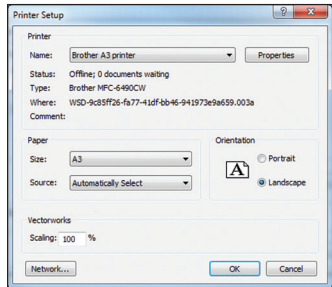 Printer Setup
Printer
Name: Brother A3 printer Properties
Status: Offline; 0 documents waiting
Type: Brother MFC-6490CW
Where: WSD-9c85ff26-fa77-41df-bb46-941973e9a659.003a
Comment:
Paper Orientation
Size: A3 Portrait
A
Source: Automatically Select Landscape
Vectorworks
Scaling: 100 %
Network... OK Cancel